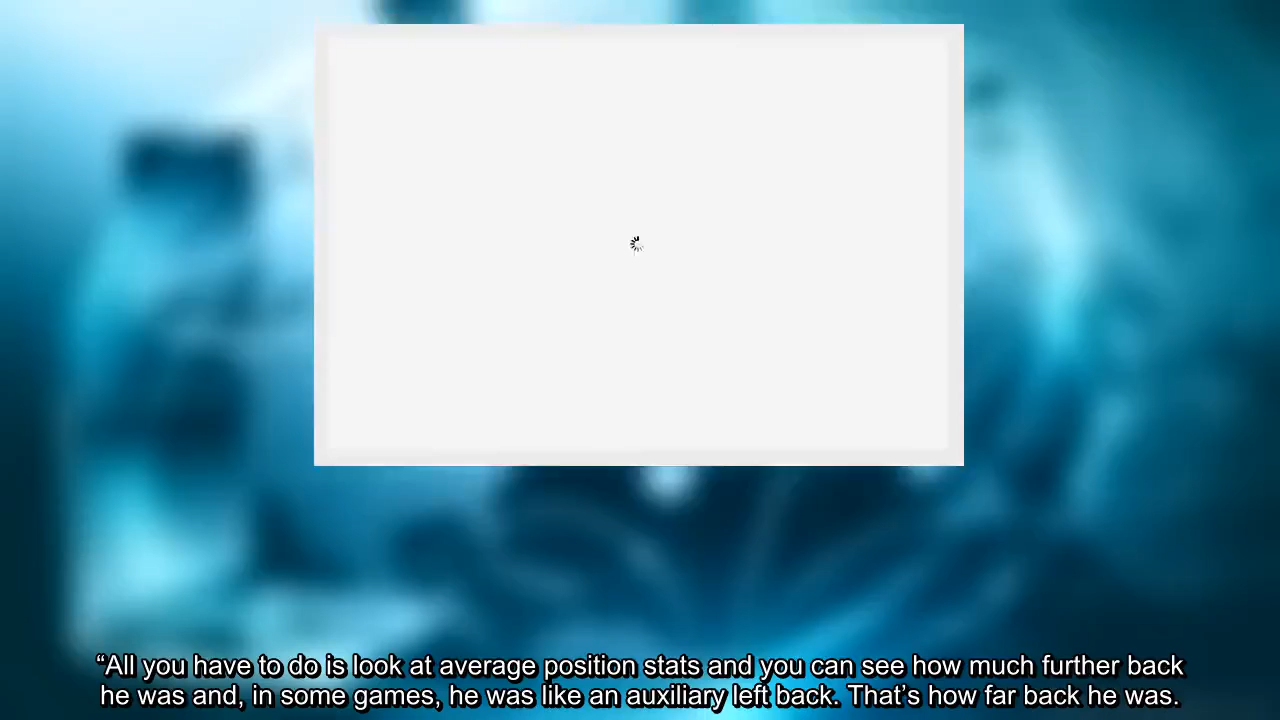 “All you have to do is look at average position stats and you can see how much further back
he was and, in some games, he was like an auxiliary left back. That’s how far back he was.